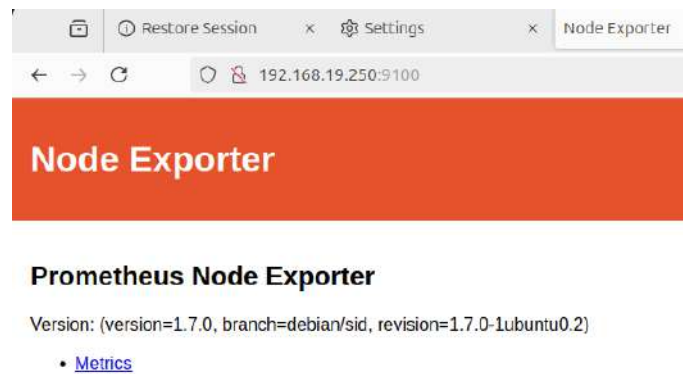 Restore Session Settings Node Exporter
192.168.19.250:9100
Node Exporter
Prometheus Node Exporter
Version: (version=1.7.0, branch=debian/sid, revision=1.7.0-1ubuntu0.2)
• Metrics